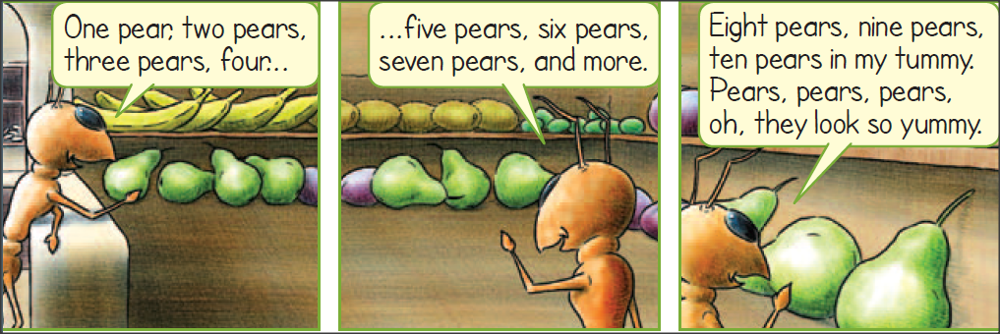 One pear, two pears,
three pears, four...
...five pears, six pears,
seven pears, and more.
Eight pears, nine pears,
ten pears in my tummy.
Pears, pears, pears,
oh, they look so yummy.